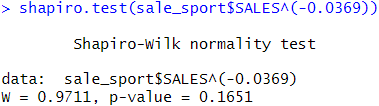 > shapiro.test(sale_sport$SALES^(-0.0369))
Shapiro-Wilk normality test
data:  sale_sport$SALES^(-0.0369)
W = 0.9711, p-value = 0.1651